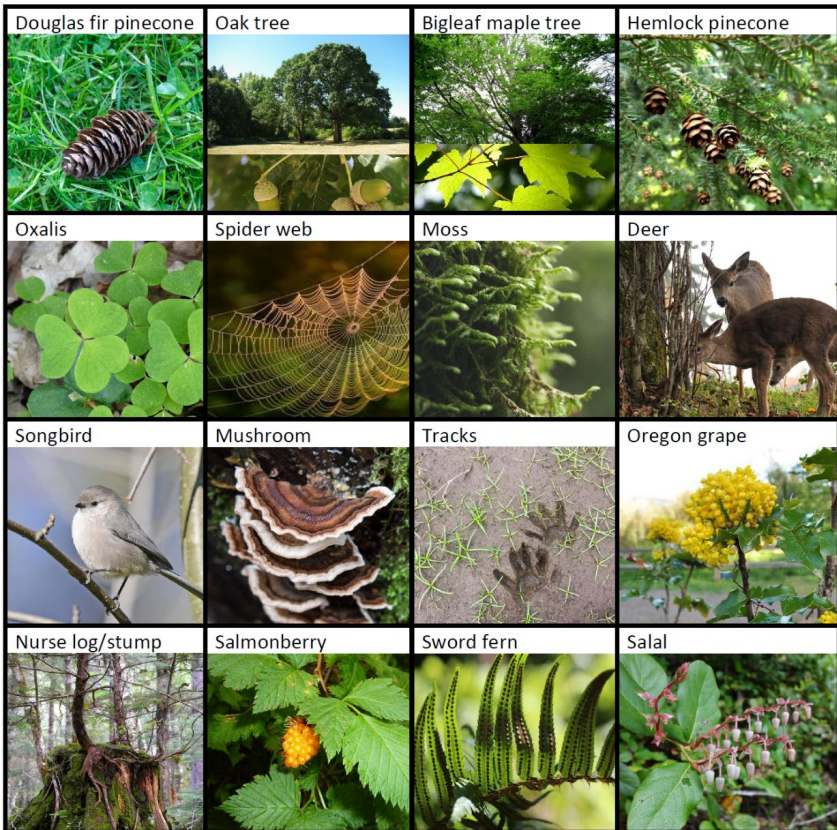 Douglas fir pinecone
Oak tree
Bigleaf maple tree
Hemlock pinecone
Oxalis
Spider web
Moss
Deer
Songbird
Mushroom
Tracks
Oregon grape
Nurse log/stump
Salmonberry
Sword fern
Salal